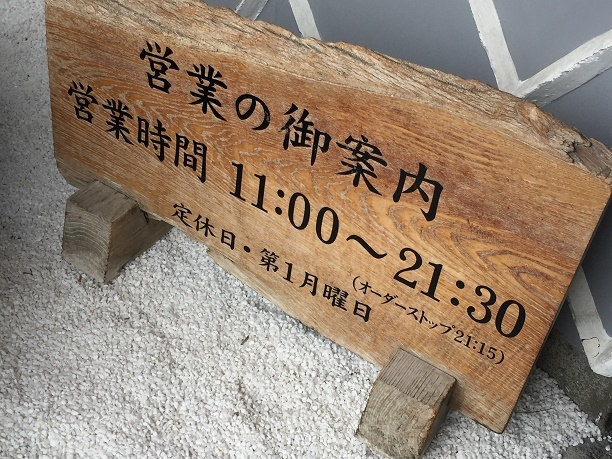 営業の御案内
営業時間 11:00～21:30
(オーダーストップ21:15)
定休日・第1月曜日